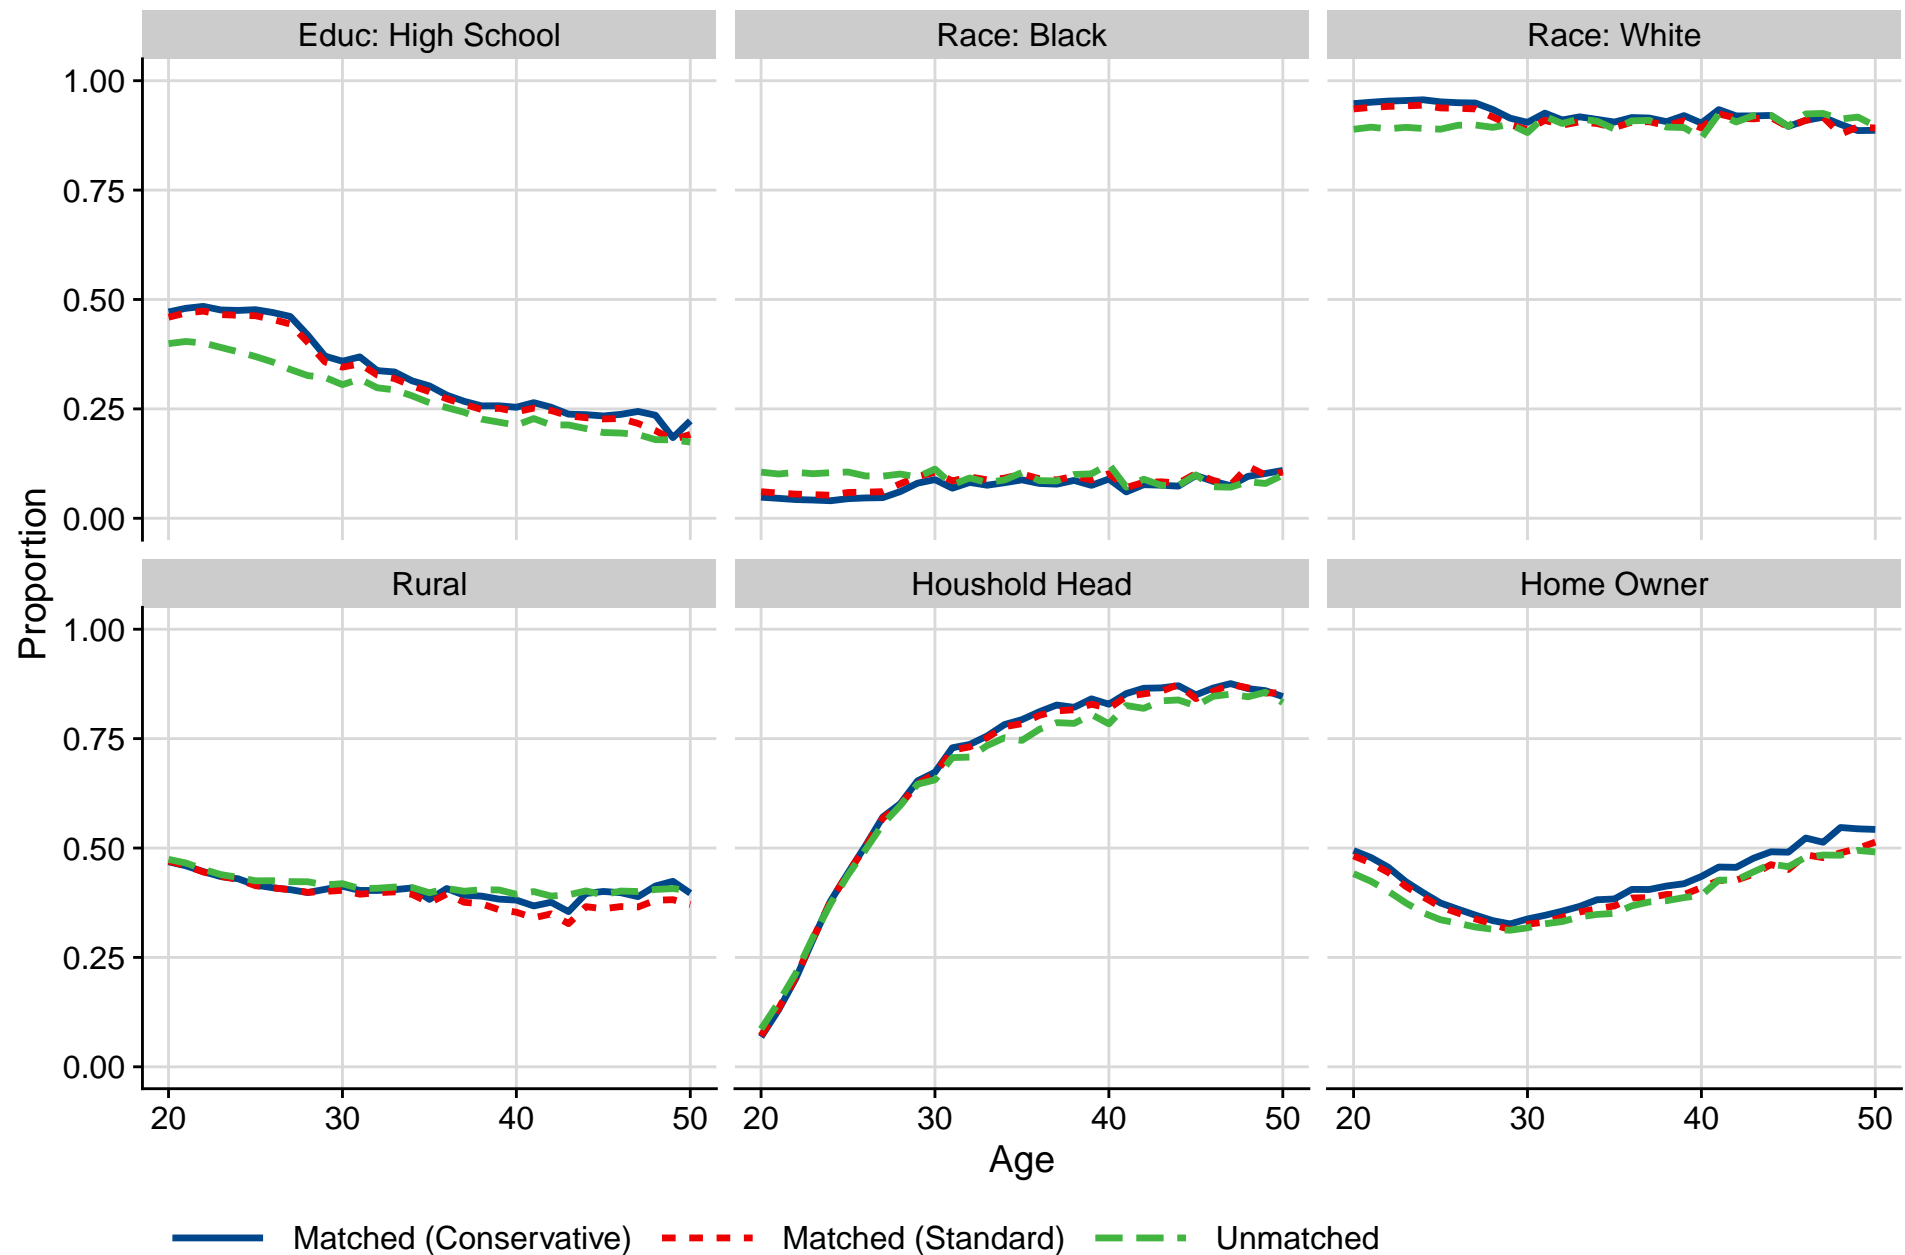 Educ: High School
Race: Black
Race: White
1.00
0.75
0.50
0.25
0.00
Rural
Houshold Head
Home Owner
1.00
0.75
0.50
0.25
0.00
Proportion
20 30 40 50
20 30 40 50
20 30 40 50
Age
Matched (Conservative)
Matched (Standard)
Unmatched